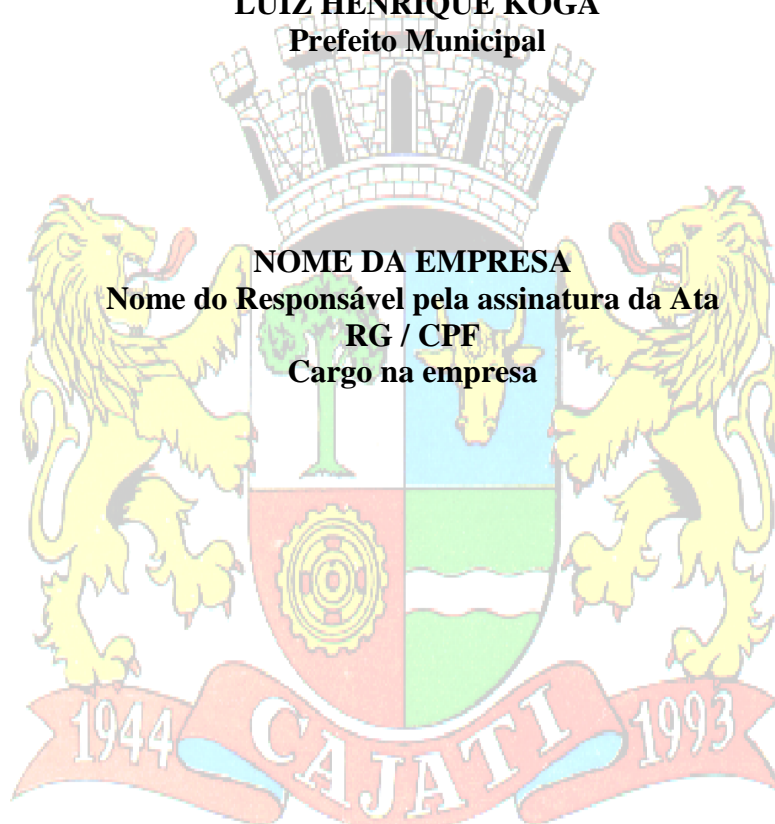 LUIZ HENRIQUE KOGA
Prefeito Municipal
NOME DA EMPRESA
Nome do Responsável pela assinatura da Ata
RG / CPF
Cargo na empresa
1944 CAJATI 1993